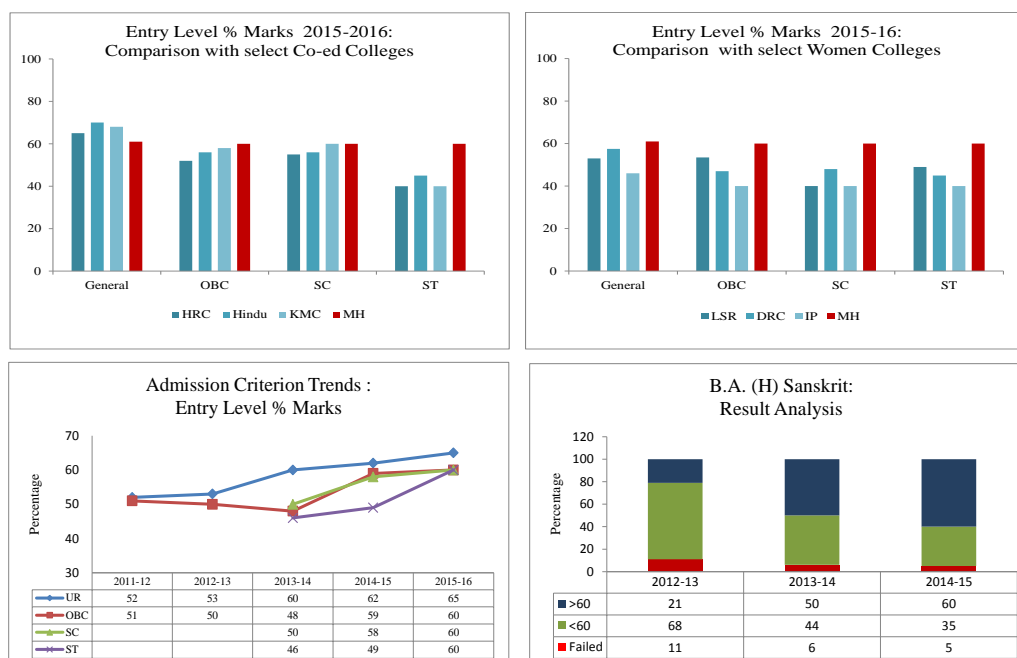 Entry Level % Marks 2015-2016:
Comparison with select Co-ed Colleges
100
80
60
40
20
0
General OBC SC ST
HRC Hindu KMC MH
Entry Level % Marks 2015-16:
Comparison with select Women Colleges
100
80
60
40
20
0
General OBC SC ST
LSR DRC IP MH
Admission Criterion Trends :
Entry Level % Marks
Percentage
70
60
50
40
30
2011-12 2012-13 2013-14 2014-15 2015-16
UR 52 53 60 62 65
OBC 51 50 48 59 60
SC 50 58 60
ST 46 49 60
B.A. (H) Sanskrit:
Result Analysis
Percentage
120
100
80
60
40
20
0
2012-13 2013-14 2014-15
>60 21 50 60
<60 68 44 35
Failed 11 6 5